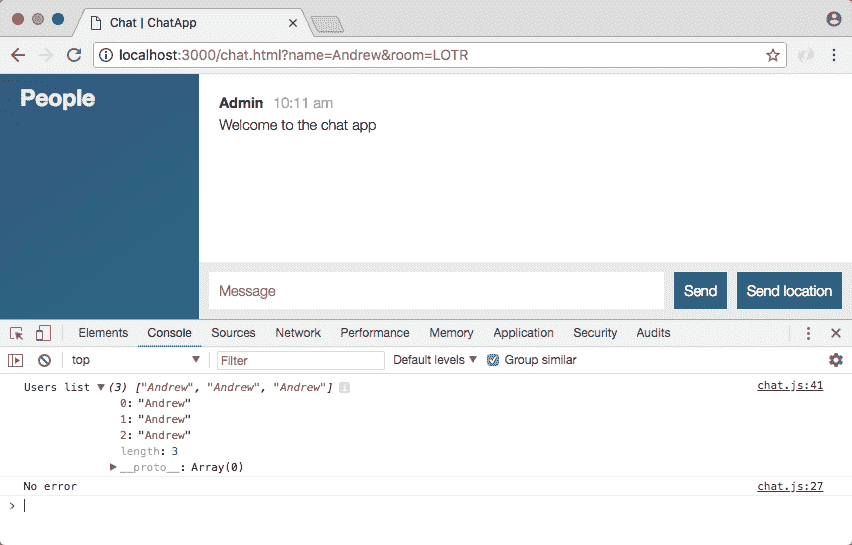 Chat | ChatApp
localhost:3000/chat.html?name=Andrew&room=LOTR
People
Admin 10:11 am
Welcome to the chat app
Message Send Send location
Elements Console Sources Network Performance Memory Application Security Audits
top Filter Default levels Group similar
Users list (3) ["Andrew", "Andrew", "Andrew"] i chat.js:41
0: "Andrew"
1: "Andrew"
2: "Andrew"
length: 3
__proto__: Array(0)
No error chat.js:27
>